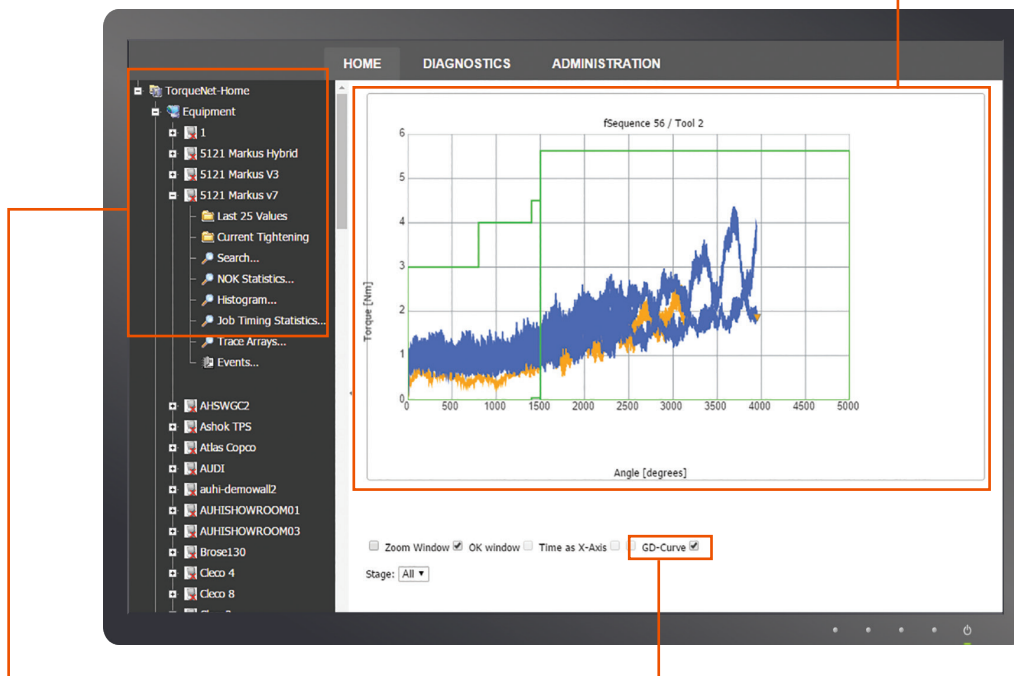 HOME DIAGNOSTICS ADMINISTRATION
TorqueNet-Home
Equipment
1
5121 Markus Hybrid
5121 Markus V3
5121 Markus v7
Last 25 Values
Current Tightening
Search...
NOK Statistics...
Histogram...
Job Timing Statistics...
Trace Arrays...
Events...
AHSWGC2
Ashok TPS
Atlas Copco
AUDI
auhi-demowall2
AUHISHOWROOM01
AUHISHOWROOM03
Brose130
Cleco 4
Cleco 8
fSequence 56 / Tool 2
6
5
4
3
2
1
0
Torque [Nm]
0 500 1000 1500 2000 2500 3000 3500 4000 4500 5000
Angle [degrees]
Zoom Window OK window Time as X-Axis GD-Curve
Stage: All